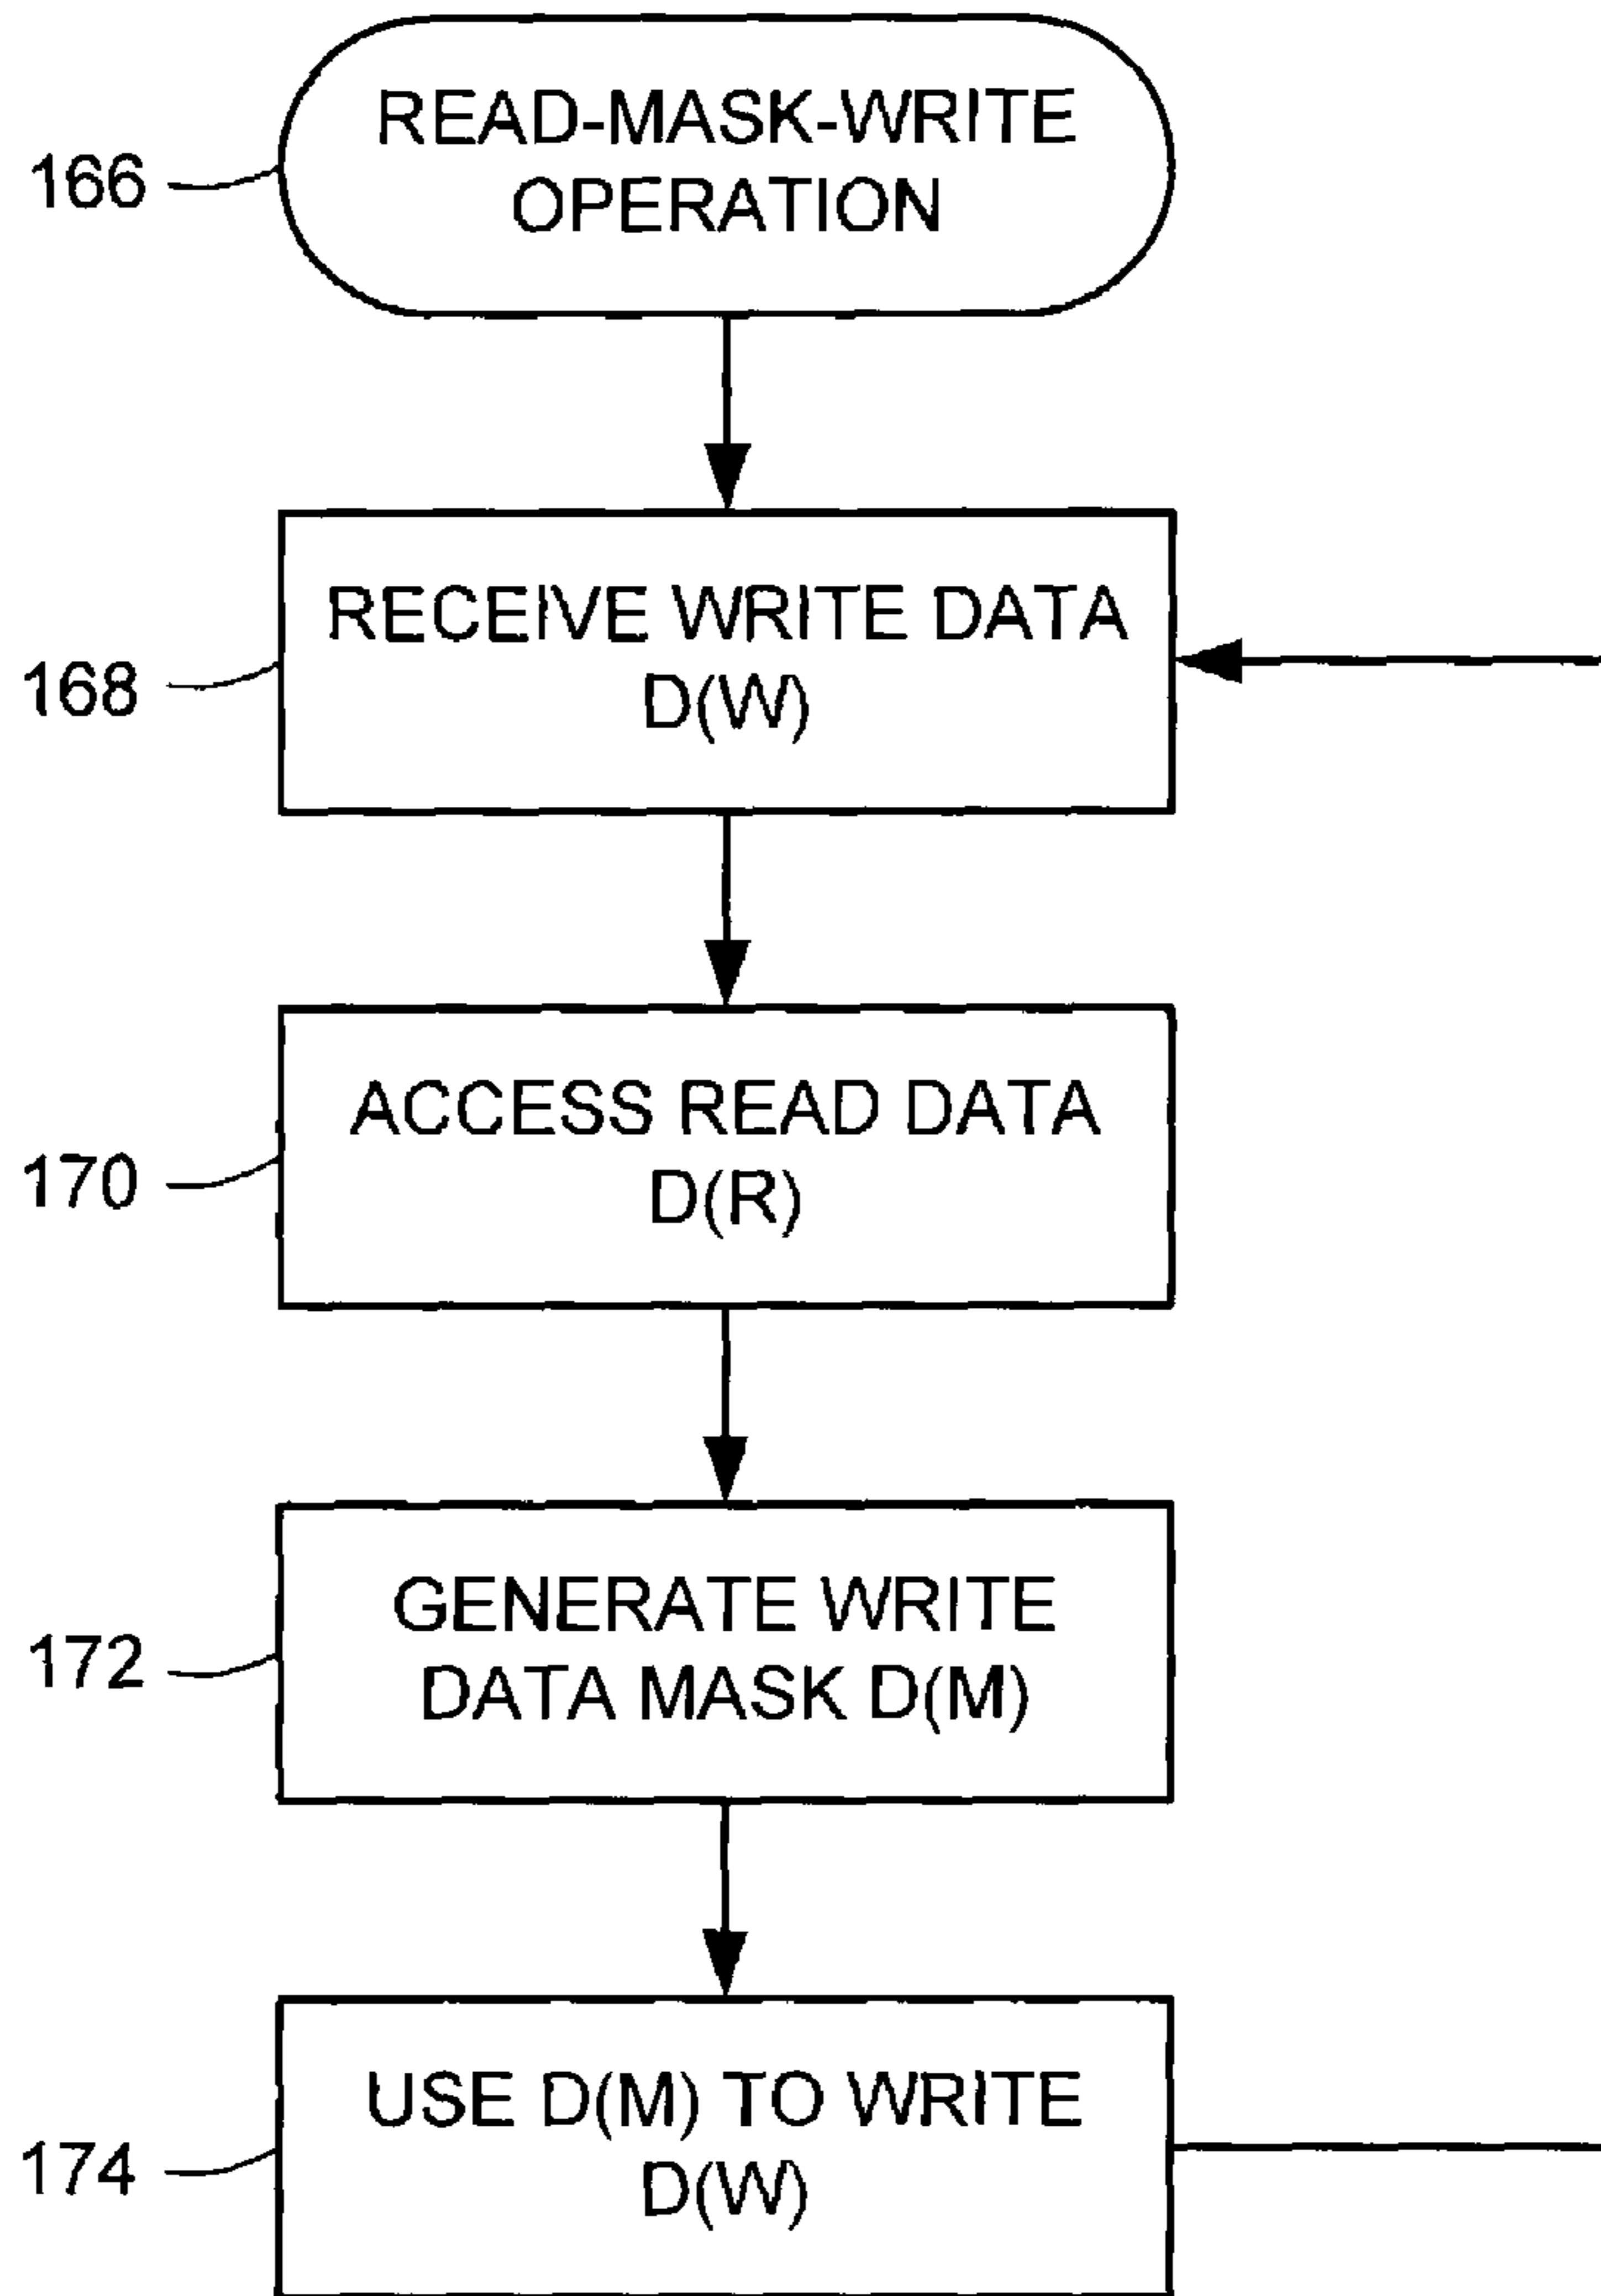 READ-MASK-WRITE
OPERATION
166
RECEIVE WRITE DATA
D(W)
168
ACCESS READ DATA
D(R)
170
GENERATE WRITE
DATA MASK D(M)
172
USE D(M) TO WRITE
D(W)
174